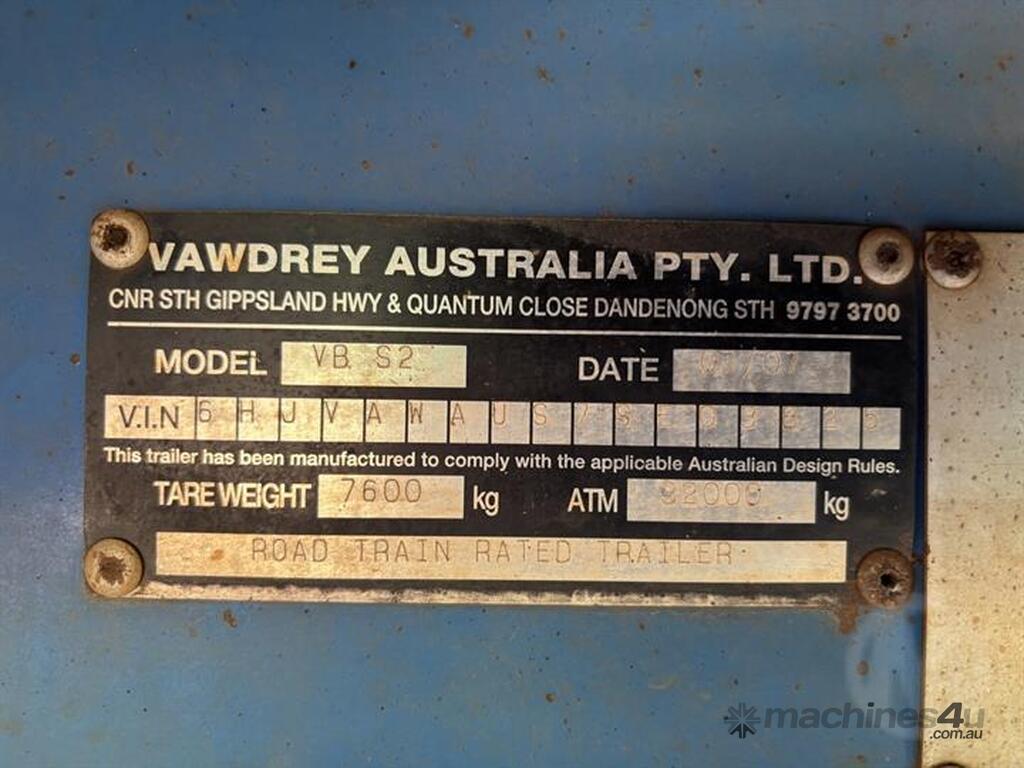 VAWDREY AUSTRALIA PTY. LTD.
CNR STH GIPPSLAND HWY & QUANTUM CLOSE DANDENONG STH 9797 3700
MODEL VB S2 DATE 07/07
V.I.N
This trailer has been manufactured to comply with the applicable Australian Design Rules.
TARE WEIGHT 7600 kg ATM kg
ROAD TRAIN RATED TRAILER
machines4u
.com.au